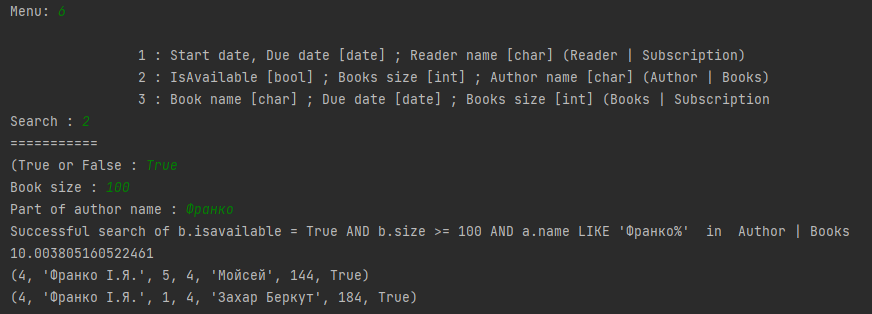 Menu: 6
1 : Start date, Due date [date] ; Reader name [char] (Reader | Subscription)
2 : IsAvailable [bool] ; Books size [int] ; Author name [char] (Author | Books)
3 : Book name [char] ; Due date [date] ; Books size [int] (Books | Subscription
Search : 2
===========
(True or False : True
Book size : 100
Part of author name : Франко
Successful search of b.isavailable = True AND b.size >= 100 AND a.name LIKE 'Франко%'  in  Author | Books
10.003805160522461
(4, 'Франко І.Я.', 5, 4, 'Мойсей', 144, True)
(4, 'Франко І.Я.', 1, 4, 'Захар Беркут', 184, True)